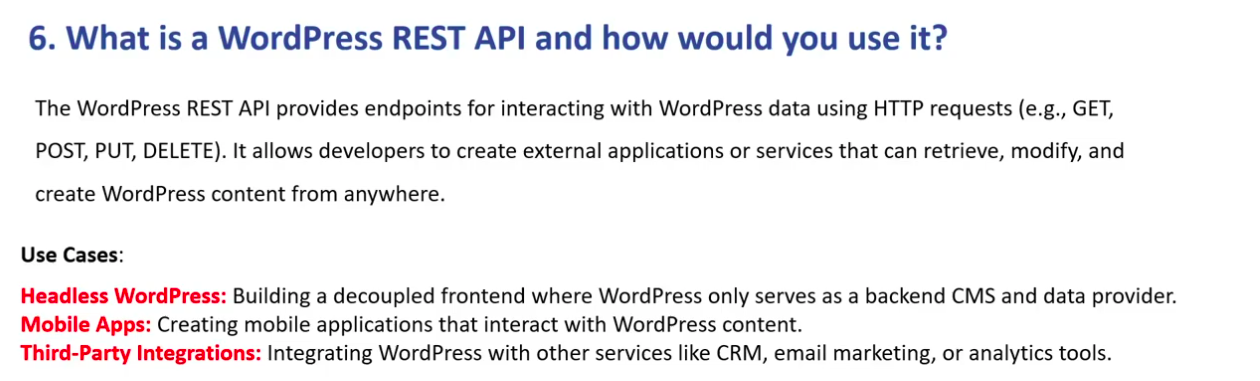 6. What is a WordPress REST API and how would you use it?
The WordPress REST API provides endpoints for interacting with WordPress data using HTTP requests (e.g., GET,
POST, PUT, DELETE). It allows developers to create external applications or services that can retrieve, modify, and
create WordPress content from anywhere.
Use Cases:
Headless WordPress: Building a decoupled frontend where WordPress only serves as a backend CMS and data provider.
Mobile Apps: Creating mobile applications that interact with WordPress content.
Third-Party Integrations: Integrating WordPress with other services like CRM, email marketing, or analytics tools.